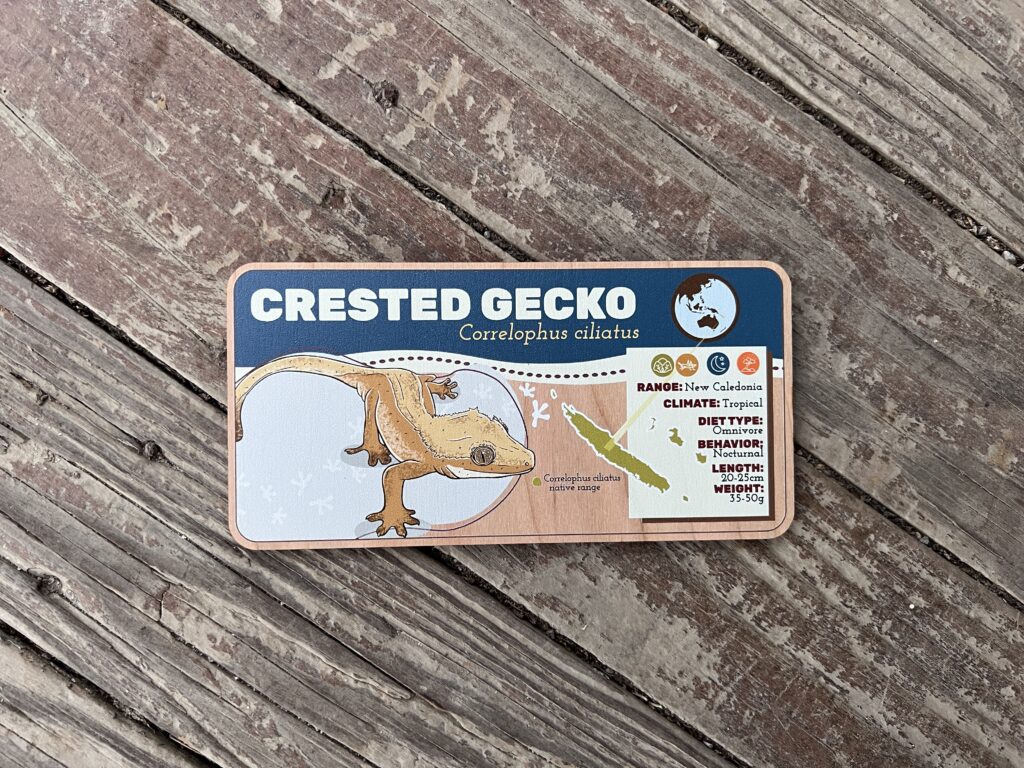 CRESTED GECKO
Correlophus ciliatus
RANGE: New Caledonia
CLIMATE: Tropical
DIET TYPE:
Omnivore
BEHAVIOR;
Nocturnal
LENGTH:
20-25cm
WEIGHT:
35-50g
Correlophus ciliatus
native range